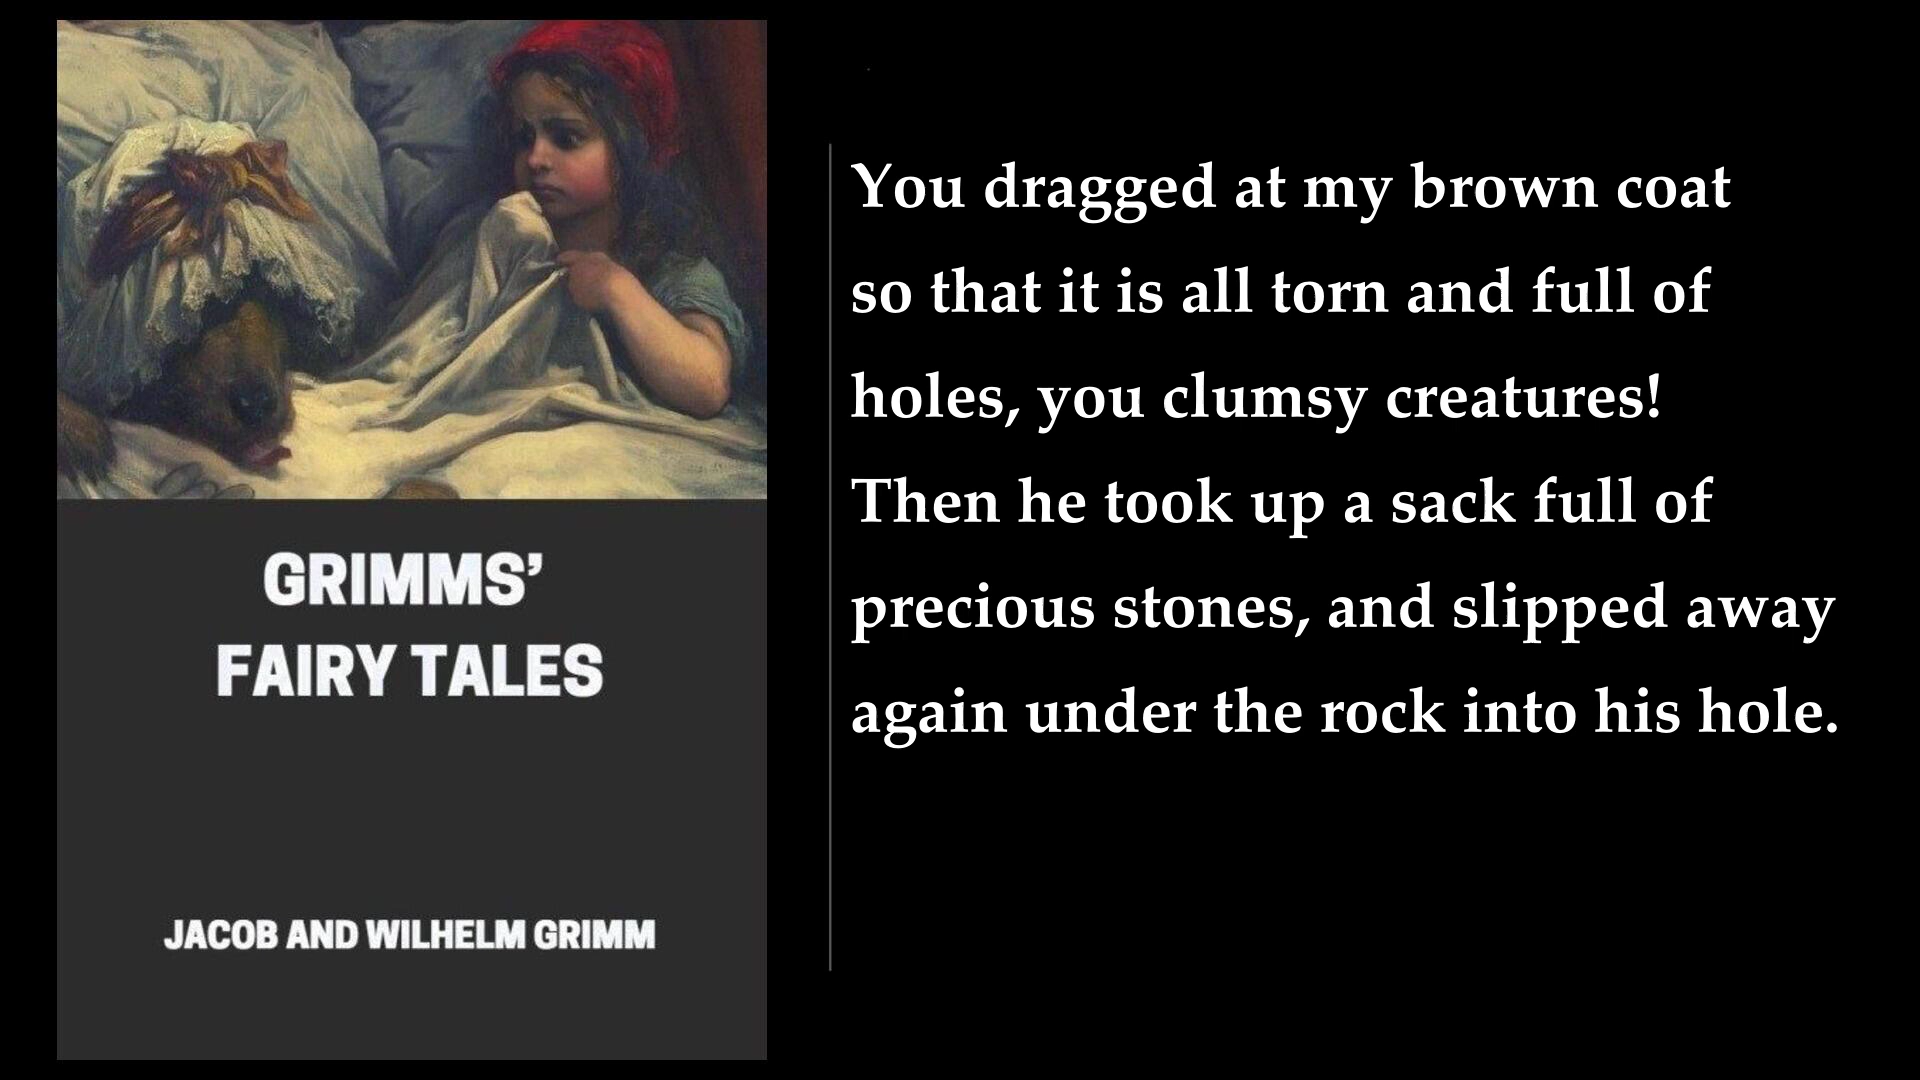 GRIMMS’
FAIRY TALES
JACOB AND WILHELM GRIMM
You dragged at my brown coat
so that it is all torn and full of
holes, you clumsy creatures!
Then he took up a sack full of
precious stones, and slipped away
again under the rock into his hole.